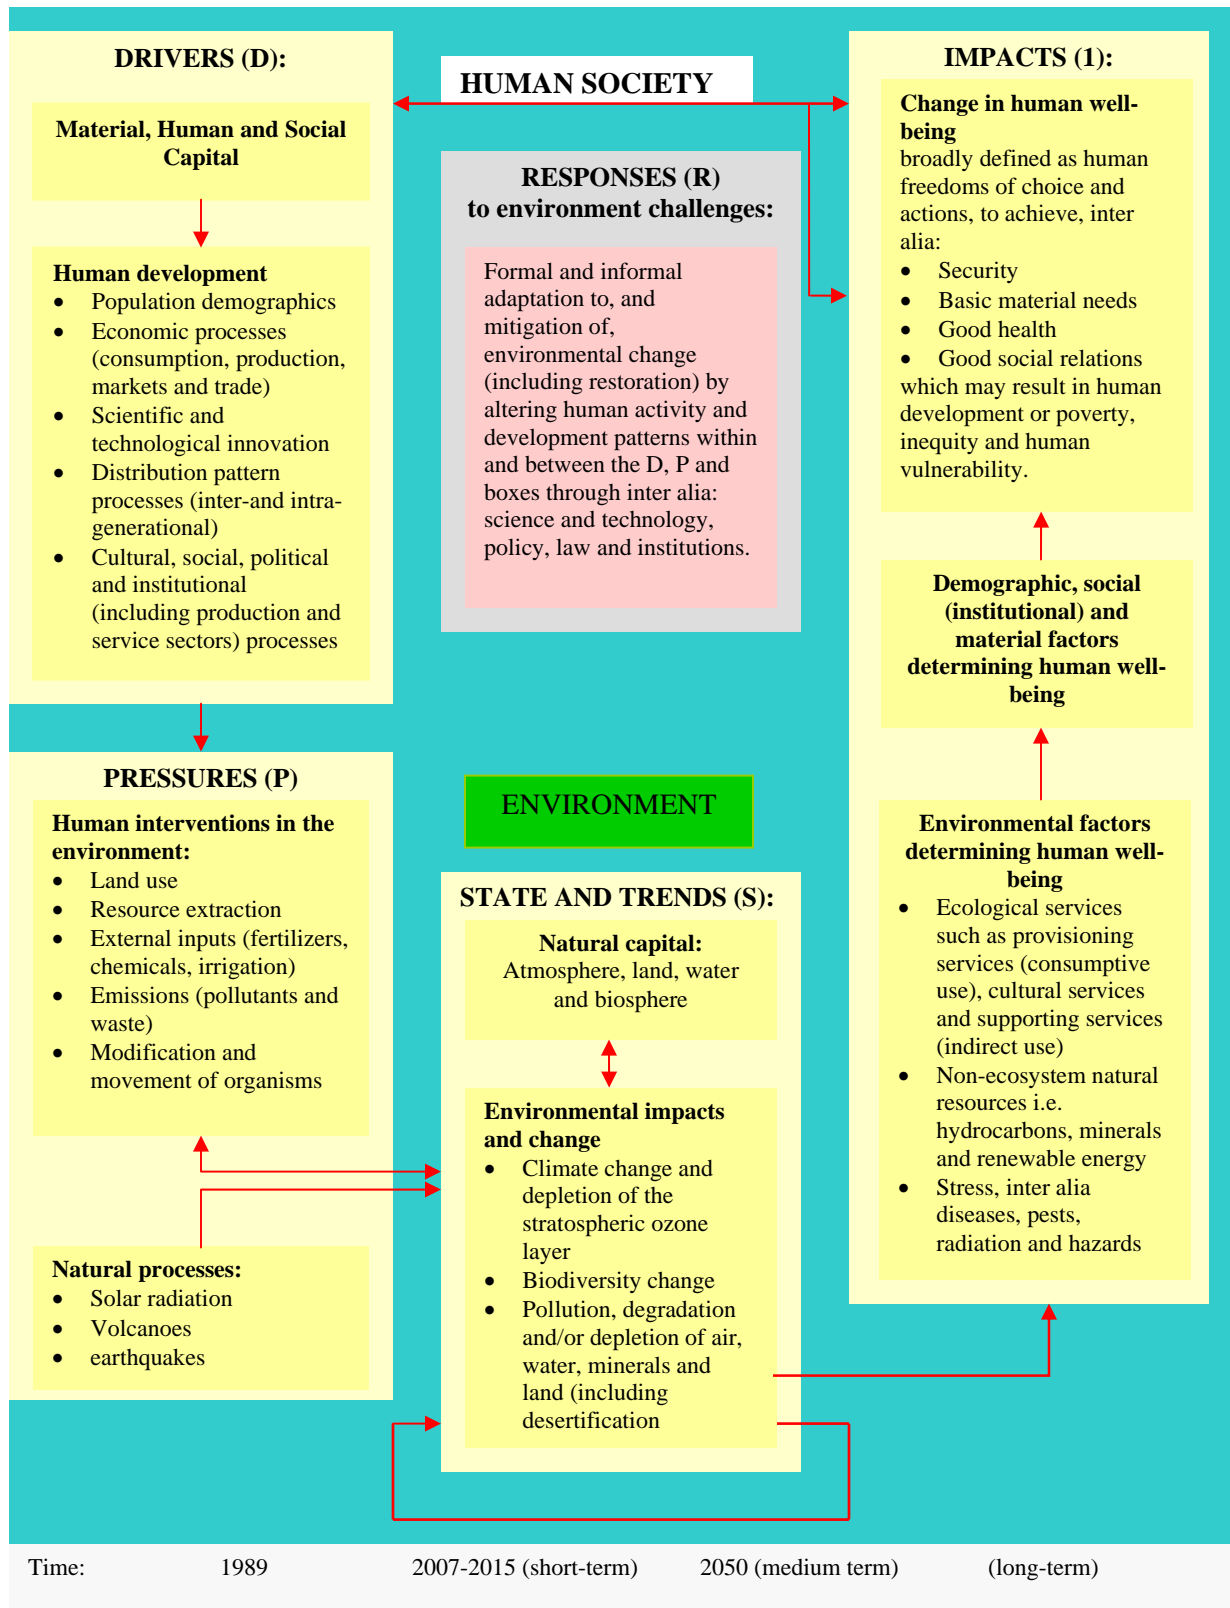 DRIVERS (D):
Material, Human and Social
Capital
Human development
• Population demographics
• Economic processes
(consumption, production,
markets and trade)
• Scientific and
technological innovation
• Distribution pattern
processes (inter-and intra-
generational)
• Cultural, social, political
and institutional
(including production and
service sectors) processes
PRESSURES (P)
Human interventions in the
environment:
• Land use
• Resource extraction
• External inputs (fertilizers,
chemicals, irrigation)
• Emissions (pollutants and
waste)
• Modification and
movement of organisms
Natural processes:
• Solar radiation
• Volcanoes
• earthquakes
HUMAN SOCIETY
RESPONSES (R)
to environment challenges:
Formal and informal
adaptation to, and
mitigation of,
environmental change
(including restoration) by
altering human activity and
development patterns within
and between the D, P and
boxes through inter alia:
science and technology,
policy, law and institutions.
ENVIRONMENT
STATE AND TRENDS (S):
Natural capital:
Atmosphere, land, water
and biosphere
Environmental impacts
and change
• Climate change and
depletion of the
stratospheric ozone
layer
• Biodiversity change
• Pollution, degradation
and/or depletion of air,
water, minerals and
land (including
desertification
IMPACTS (1):
Change in human well-
being
broadly defined as human
freedoms of choice and
actions, to achieve, inter
alia:
• Security
• Basic material needs
• Good health
• Good social relations
which may result in human
development or poverty,
inequity and human
vulnerability.
Demographic, social
(institutional) and
material factors
determining human well-
being
Environmental factors
determining human well-
being
• Ecological services
such as provisioning
services (consumptive
use), cultural services
and supporting services
(indirect use)
• Non-ecosystem natural
resources i.e.
hydrocarbons, minerals
and renewable energy
• Stress, inter alia
diseases, pests,
radiation and hazards
Time: 1989 2007-2015 (short-term) 2050 (medium term) (long-term)